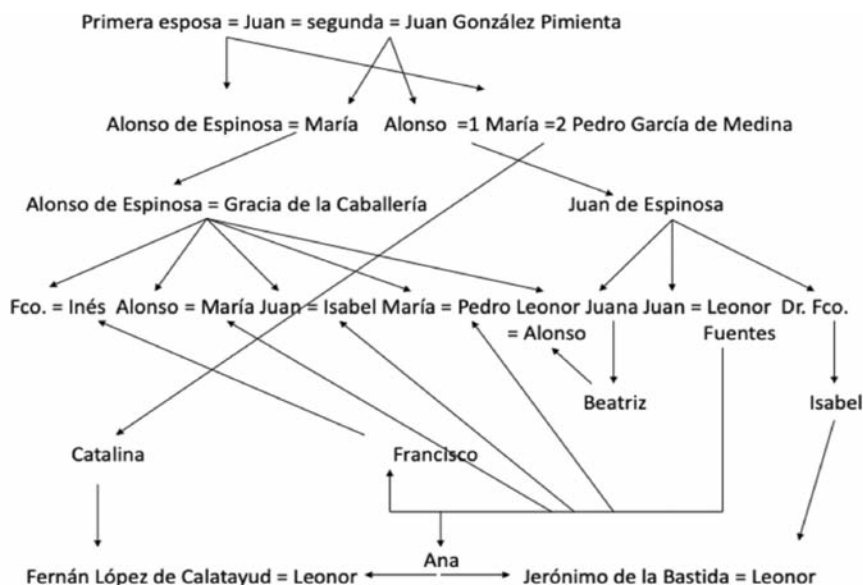 Primera esposa = Juan = segunda = Juan González Pimienta
Alonso de Espinosa = María Alonso =1 María =2 Pedro García de Medina
Alonso de Espinosa = Gracia de la Caballería Juan de Espinosa
Fco. = Inés Alonso = María Juan = Isabel María = Pedro Leonor Juana Juan = Leonor Dr. Fco.
= Alonso Fuentes
Beatriz Isabel
Catalina Francisco
Ana
Fernán López de Calatayud = Leonor Jerónimo de la Bastida = Leonor